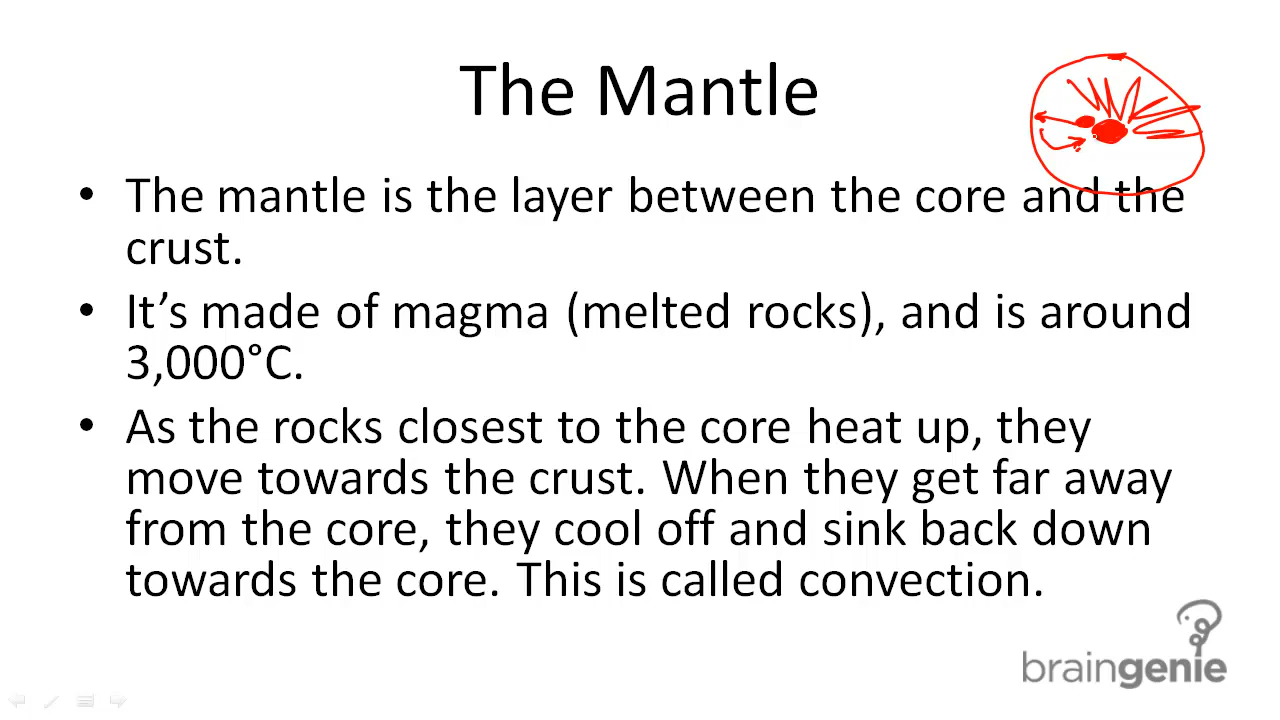 The Mantle
• The mantle is the layer between the core and the
crust.
• It’s made of magma (melted rocks), and is around
3,000°C.
• As the rocks closest to the core heat up, they
move towards the crust. When they get far away
from the core, they cool off and sink back down
towards the core. This is called convection.
braingenie